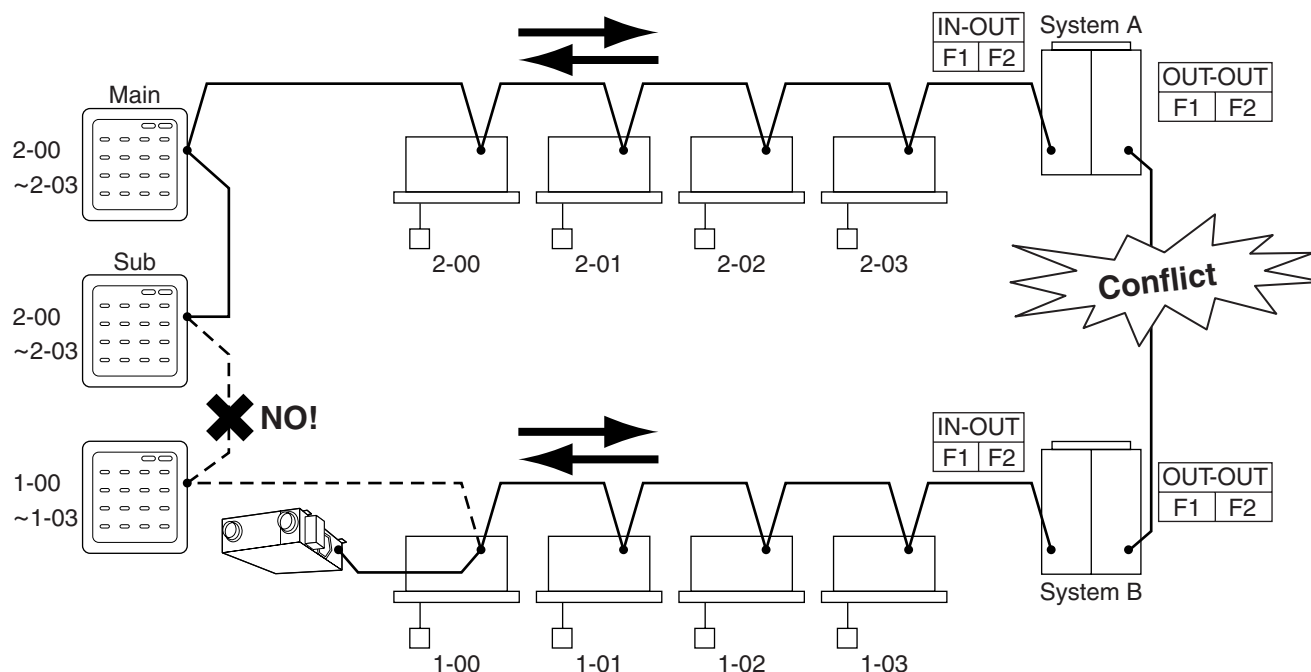 System A
IN-OUT
F1 F2
OUT-OUT
F1 F2
Main
2-00
~2-03
2-00
2-01
2-02
2-03
Sub
2-00
~2-03
Conflict
NO!
IN-OUT
F1 F2
OUT-OUT
F1 F2
1-00
~1-03
System B
1-00
1-01
1-02
1-03